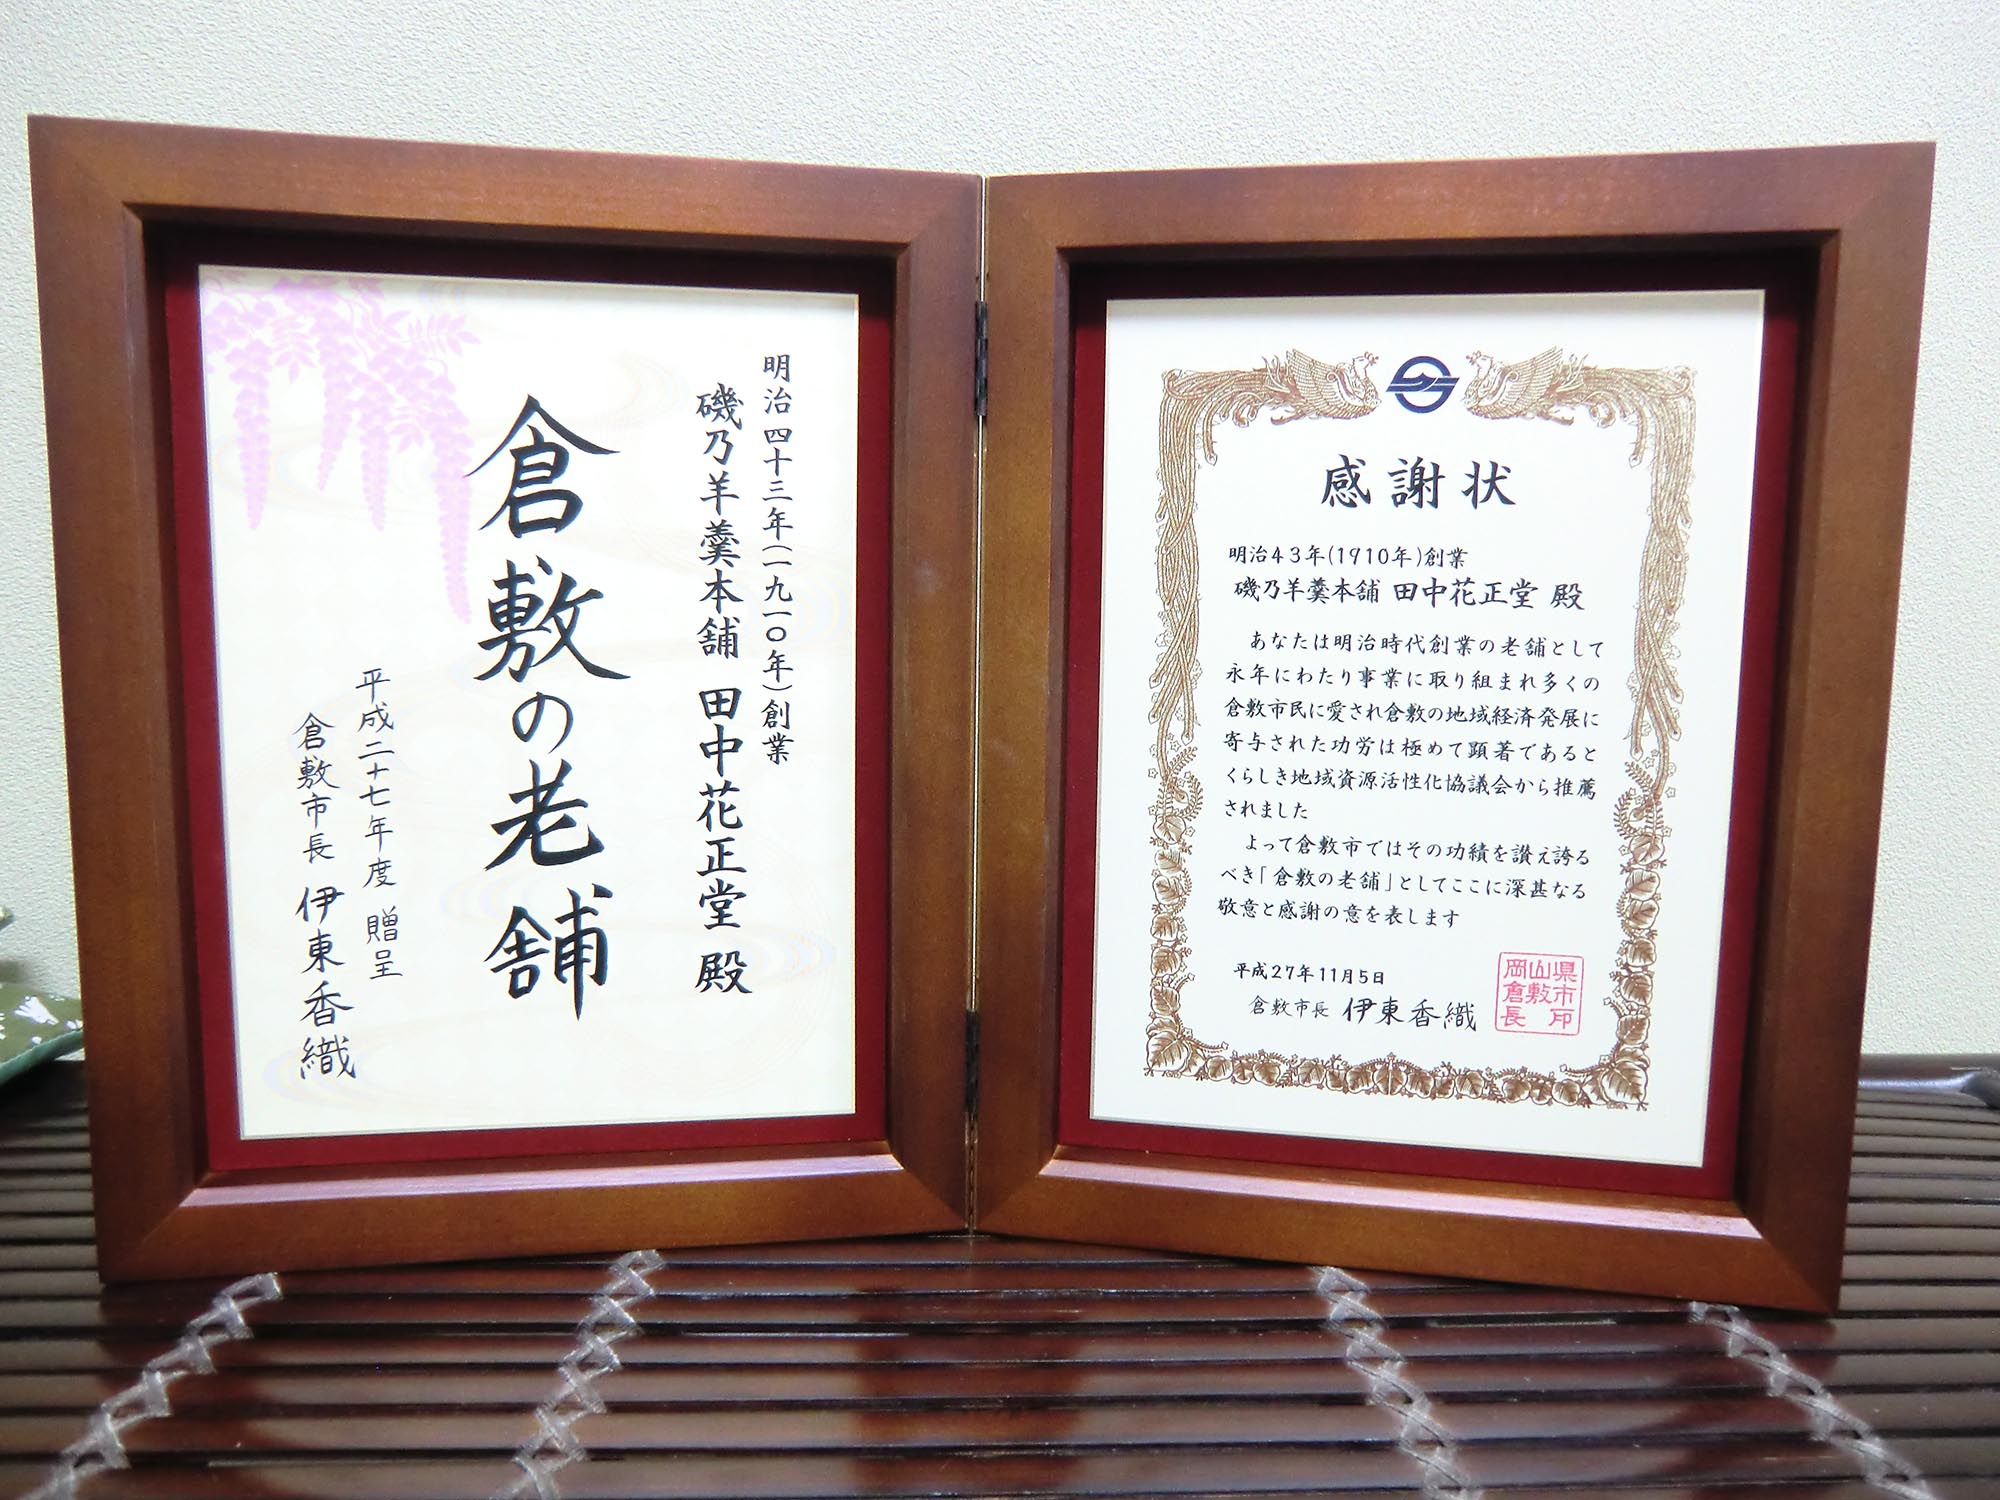 明治四十三年(一九一〇年)創業
磯乃羊羹本舗 田中花正堂 殿
倉敷の老舗
平成二十七年度 贈呈
倉敷市長 伊東香織
感謝状
明治43年(1910年)創業
磯乃羊羹本舗 田中花正堂 殿
あなたは明治時代創業の老舗として
永年にわたり事業に取り組まれ多くの
倉敷市民に愛され倉敷の地域経済発展に
寄与された功労は極めて顕著であると
くらしき地域資源活性化協議会から推薦
されました
よって倉敷市ではその功績を讃え誇る
べき「倉敷の老舗」としてここに深甚なる
敬意と感謝の意を表します
平成27年11月5日
倉敷市長 伊東香織
岡山県
倉敷市
長印